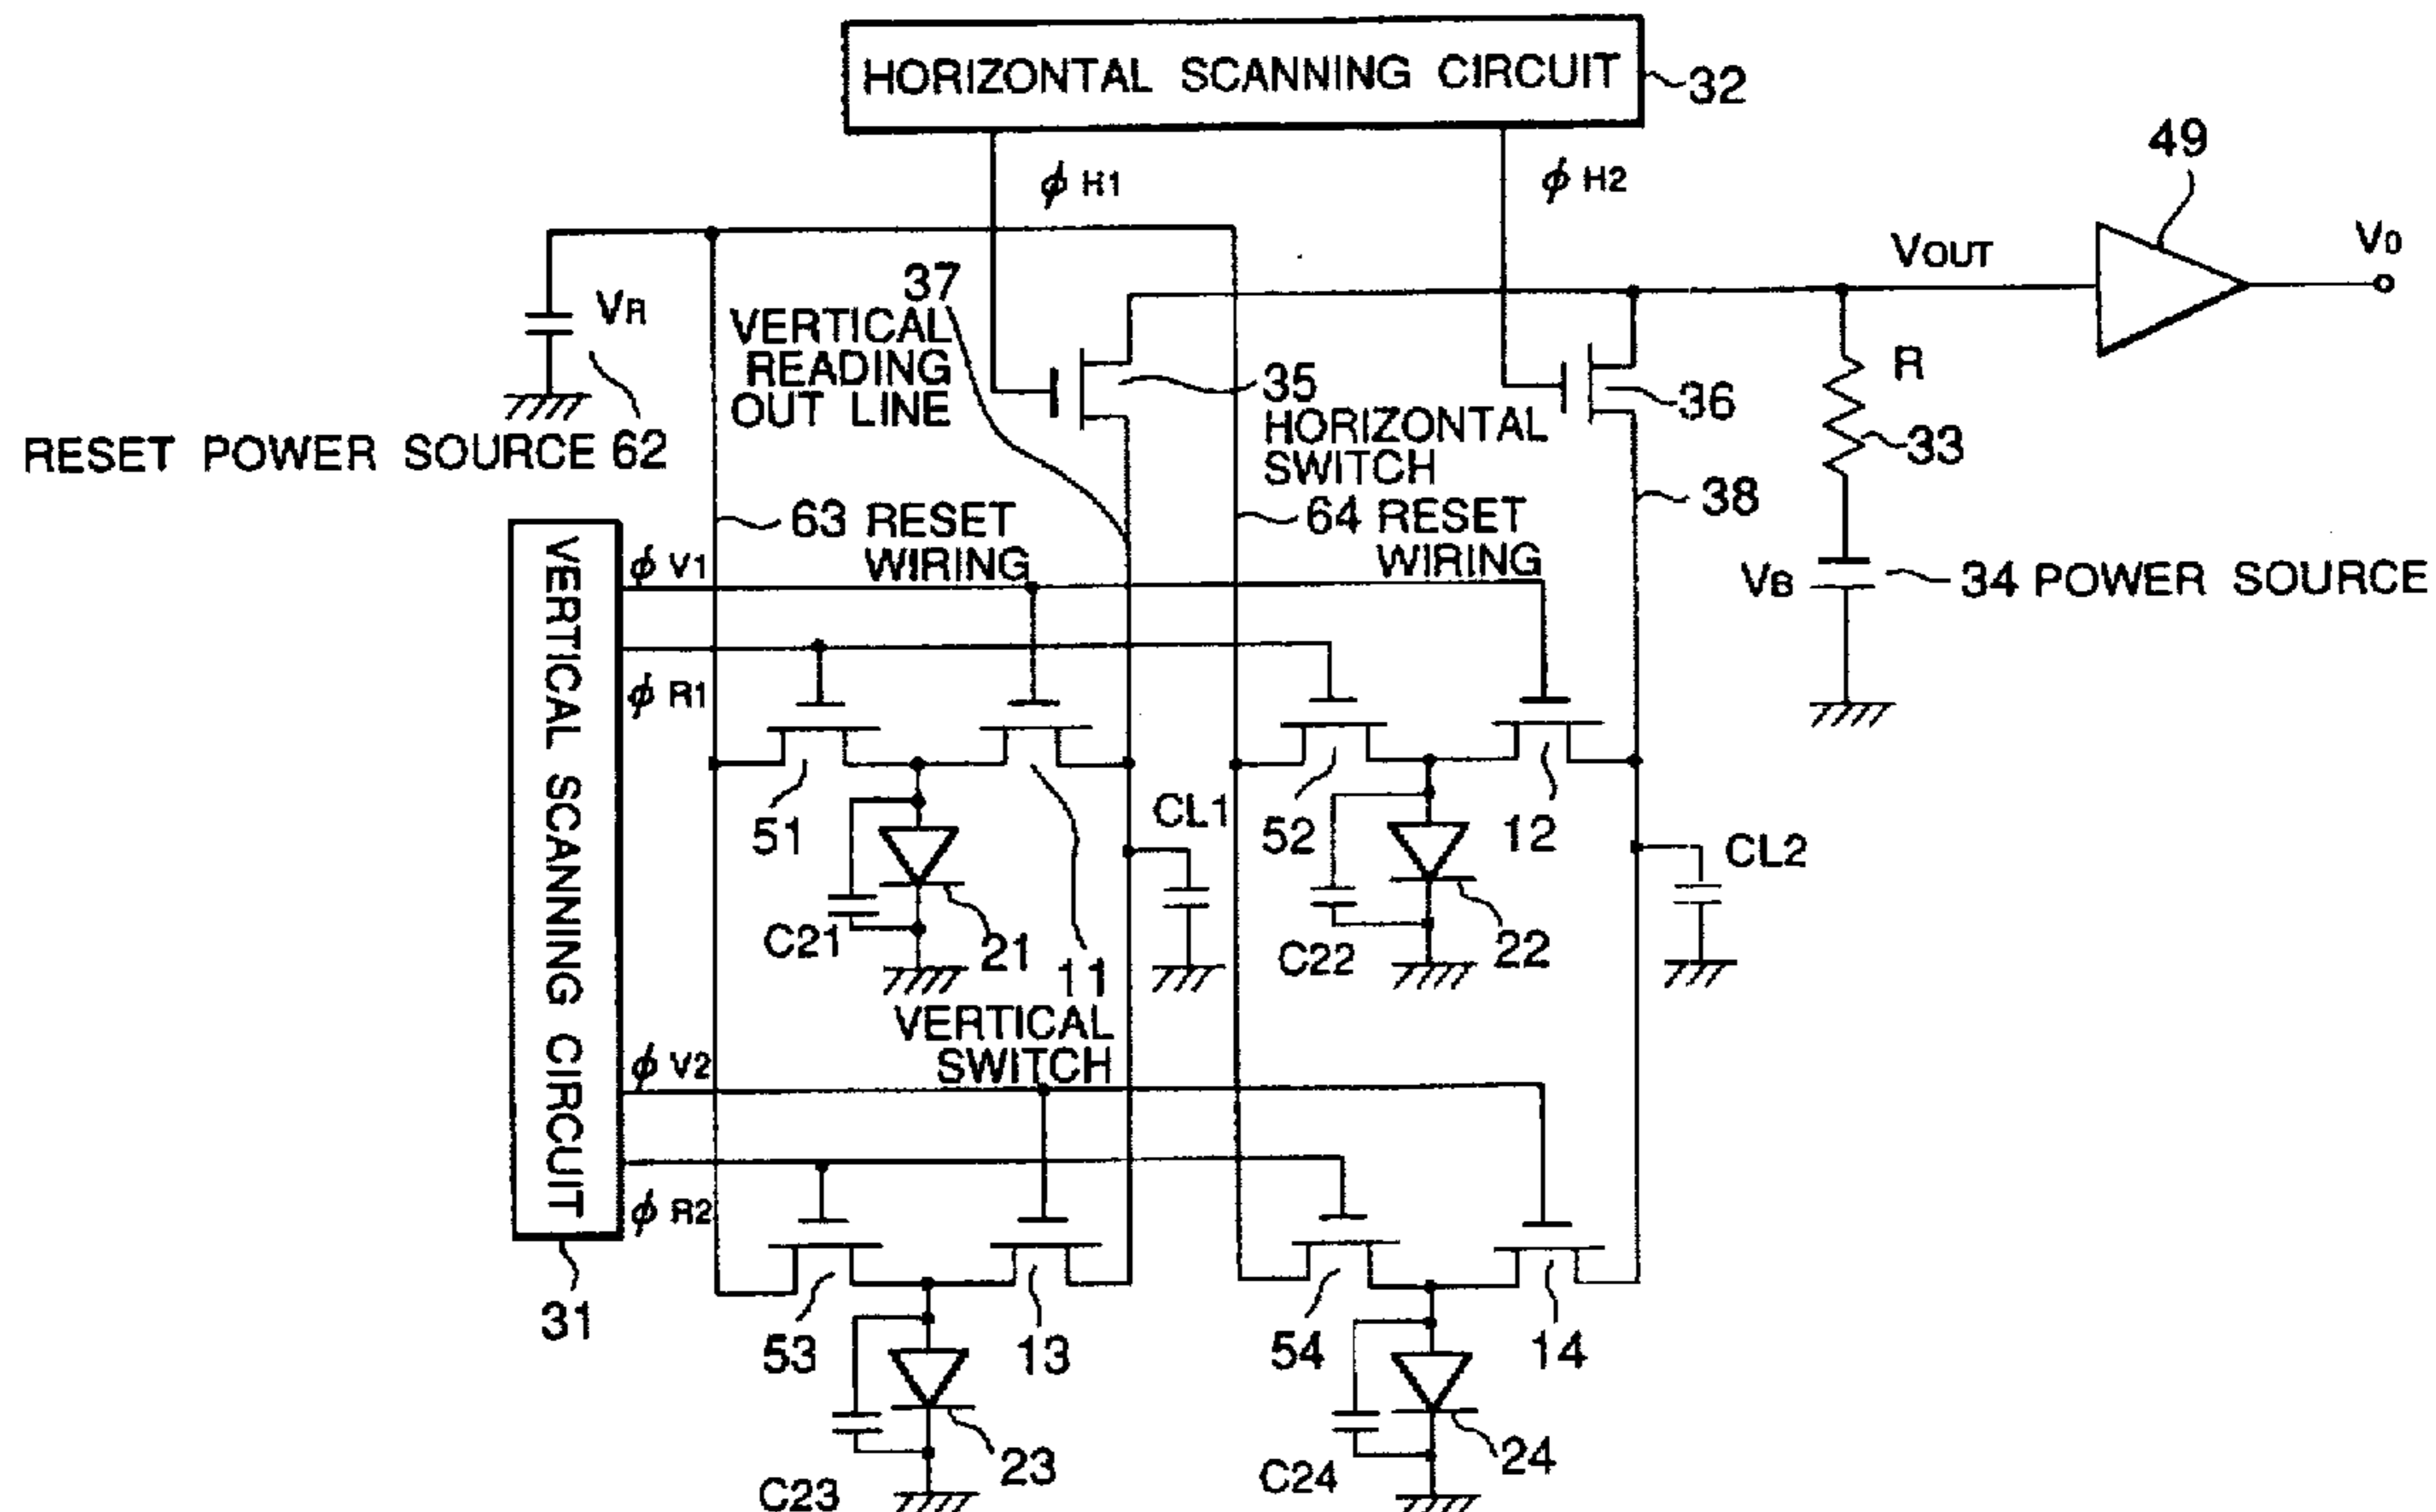 HORIZONTAL SCANNING CIRCUIT
32
49
ϕ H1
ϕ H2
VOUT
V0
37
VERTICAL
READING
OUT LINE
VR
35
HORIZONTAL
SWITCH
36
R
33
RESET POWER SOURCE 62
63 RESET
WIRING
64 RESET
WIRING
38
VB
34 POWER SOURCE
VERTICAL SCANNING CIRCUIT
ϕ V1
ϕ R1
51
CL1
52
12
CL2
C21
21
11
VERTICAL
SWITCH
C22
22
ϕ V2
ϕ R2
31
53
13
54
14
C23
23
C24
24